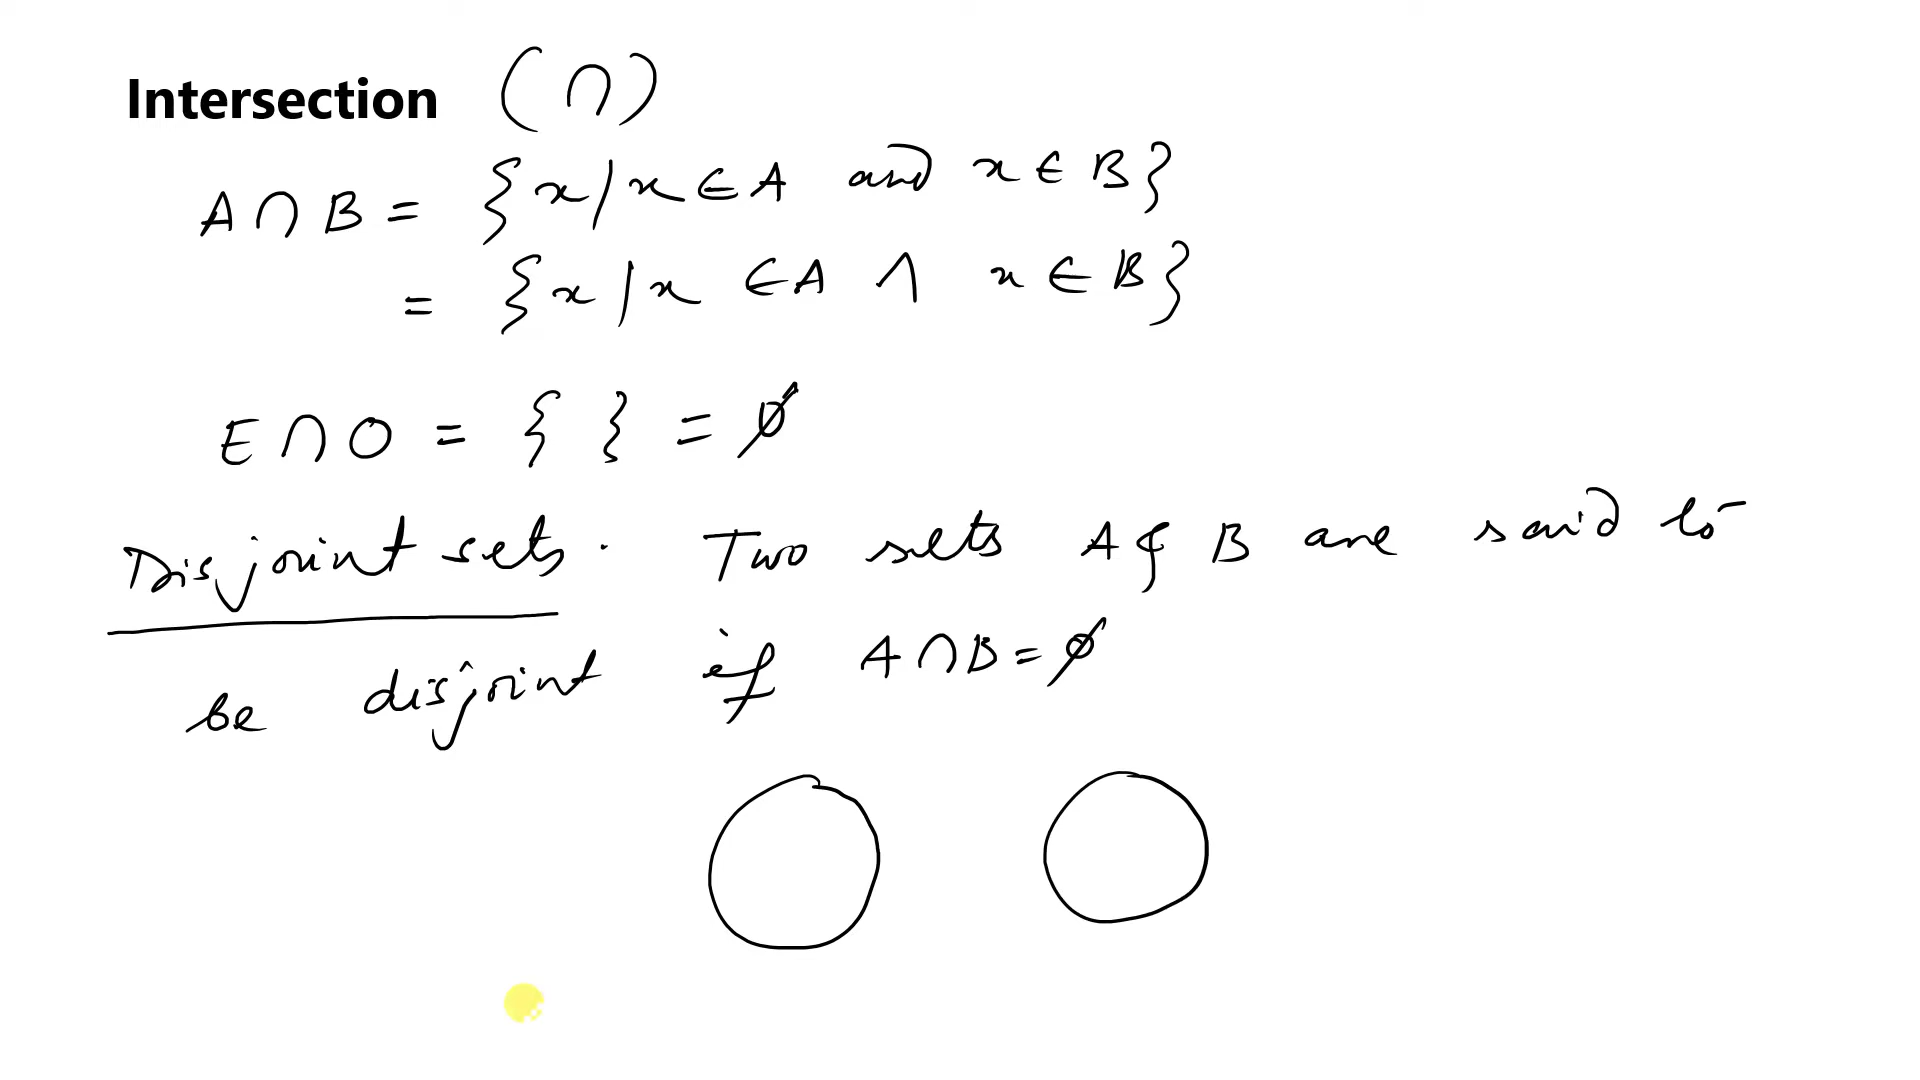 Intersection (∩)
A ∩ B = {x / x ∈ A and x ∈ B}
= {x / x ∈ A ∧ x ∈ B}
E ∩ O = { } = ∅
Disjoint sets. Two sets A & B are said to
be disjoint if A ∩ B = ∅